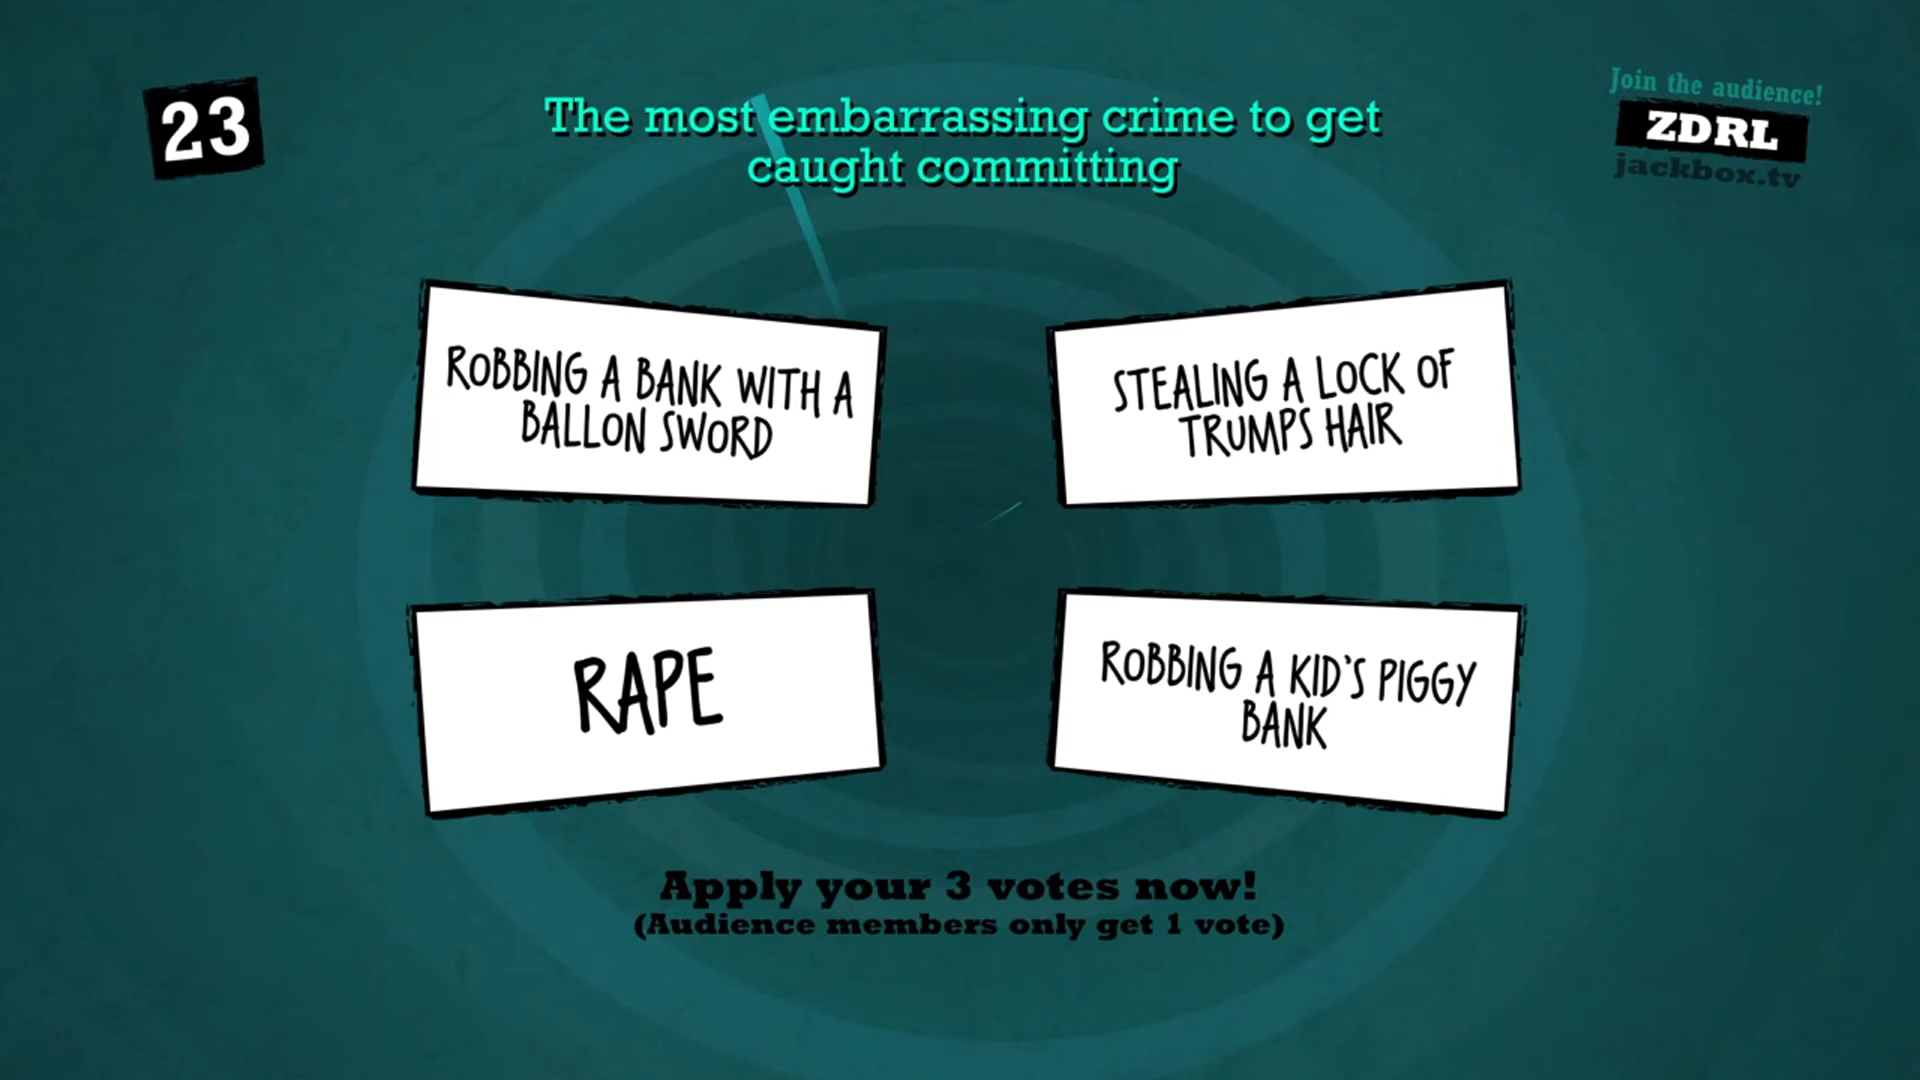 23
The most embarrassing crime to get
caught committing
Join the audience!
ZDRL
jackbox.tv
ROBBING A BANK WITH A
BALLON SWORD
STEALING A LOCK OF
TRUMPS HAIR
RAPE
ROBBING A KID'S PIGGY
BANK
Apply your 3 votes now!
(Audience members only get 1 vote)